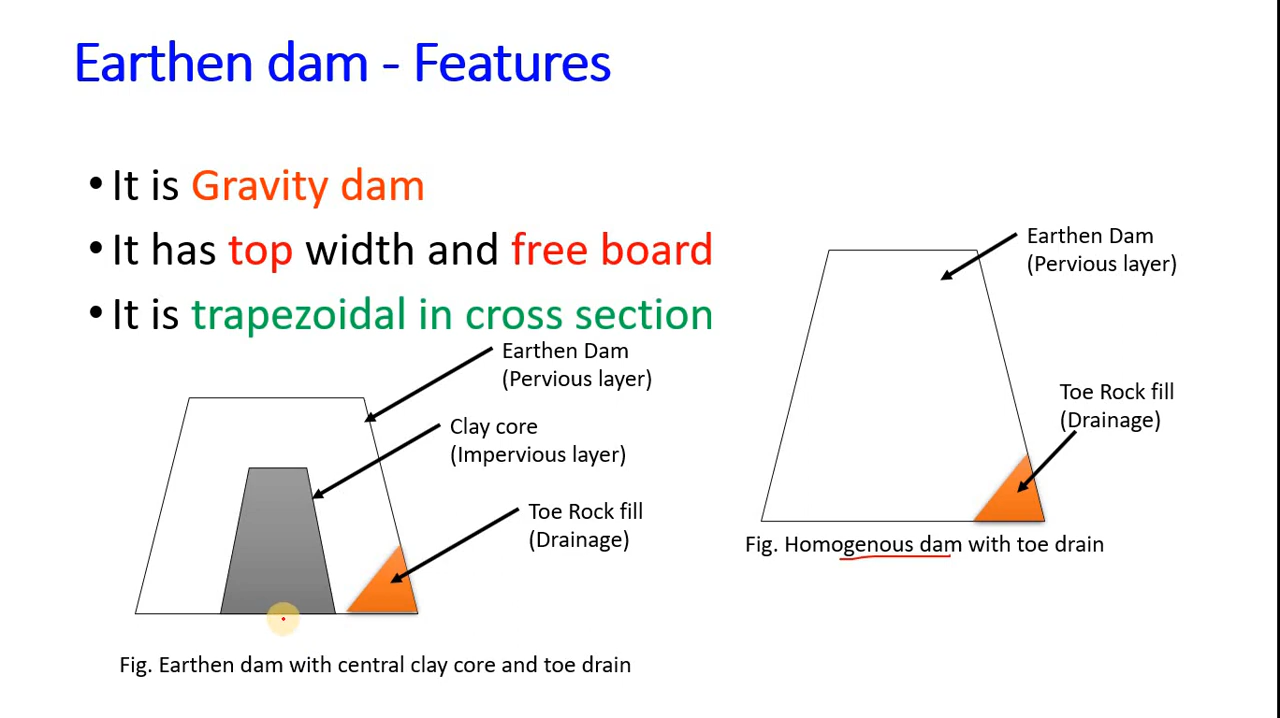 Earthen dam - Features
• It is Gravity dam
• It has top width and free board
• It is trapezoidal in cross section
Earthen Dam
(Pervious layer)
Clay core
(Impervious layer)
Toe Rock fill
(Drainage)
Fig. Earthen dam with central clay core and toe drain
Earthen Dam
(Pervious layer)
Toe Rock fill
(Drainage)
Fig. Homogenous dam with toe drain